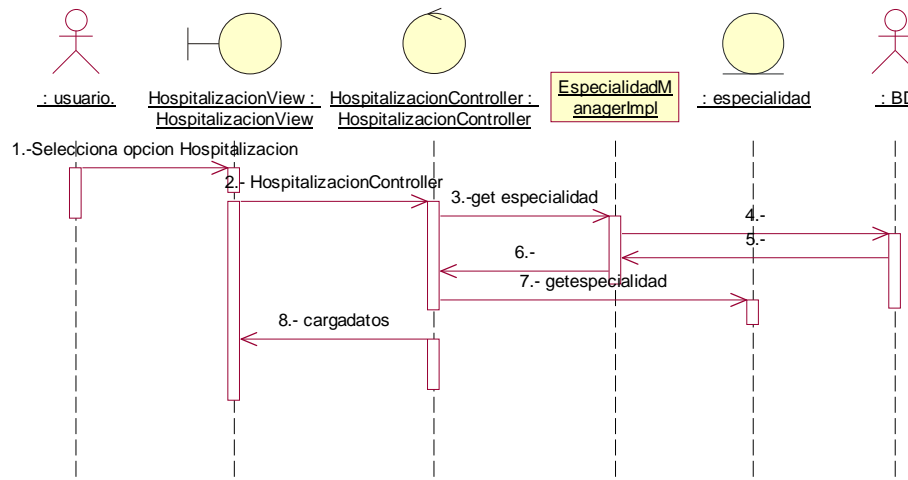 : usuario.
HospitalizacionView :
HospitalizacionView
HospitalizacionController :
HospitalizacionController
EspecialidadM
anagerImpl
: especialidad
: BD
1.-Selecciona opcion Hospitalizacion
2.- HospitalizacionController
3.-get especialidad
4.-
5.-
6.-
7.- getespecialidad
8.- cargadatos